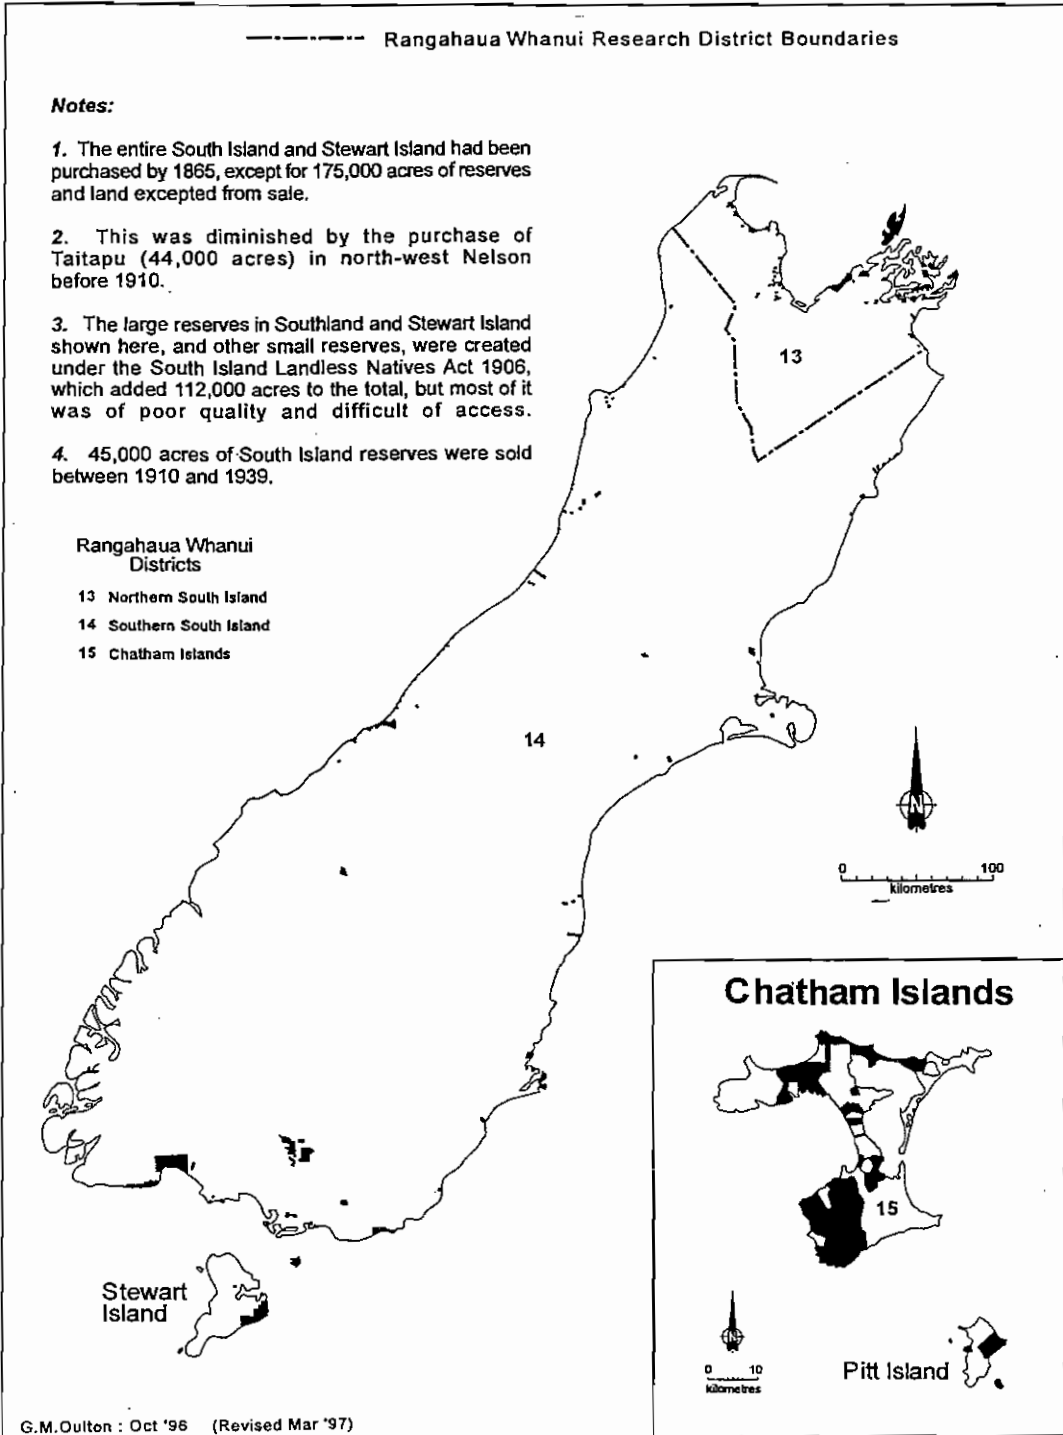 Rangahaua Whanui Research District Boundaries
Notes:
1. The entire South Island and Stewart Island had been
purchased by 1865, except for 175,000 acres of reserves
and land excepted from sale.
2. This was diminished by the purchase of
Taitapu (44,000 acres) in north-west Nelson
before 1910.
3. The large reserves in Southland and Stewart Island
shown here, and other small reserves, were created
under the South Island Landless Natives Act 1906,
which added 112,000 acres to the total, but most of it
was of poor quality and difficult of access.
4. 45,000 acres of South Island reserves were sold
between 1910 and 1939.
Rangahaua Whanui
Districts
13 Northern South Island
14 Southern South Island
15 Chatham Islands
13
14
N
0 100
kilometres
Chatham Islands
15
N
0 10
kilometres
Pitt Island
Stewart
Island
G.M.Oulton : Oct '96 (Revised Mar '97)